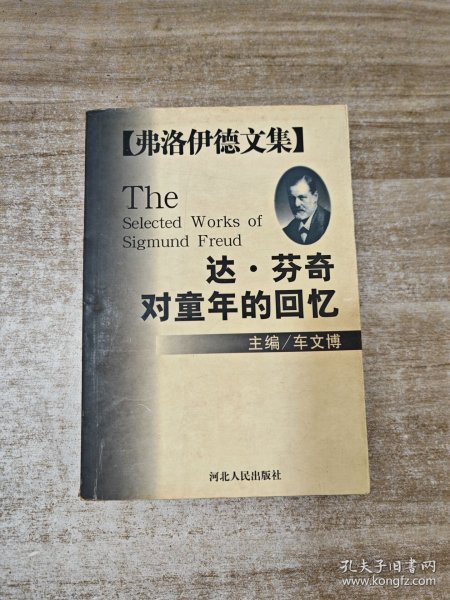 【弗洛伊德文集】
The
Selected Works of
Sigmund Freud
达·芬奇
对童年的回忆
主编/车文博
河北人民出版社
孔夫子旧书网
www.kongfz.com